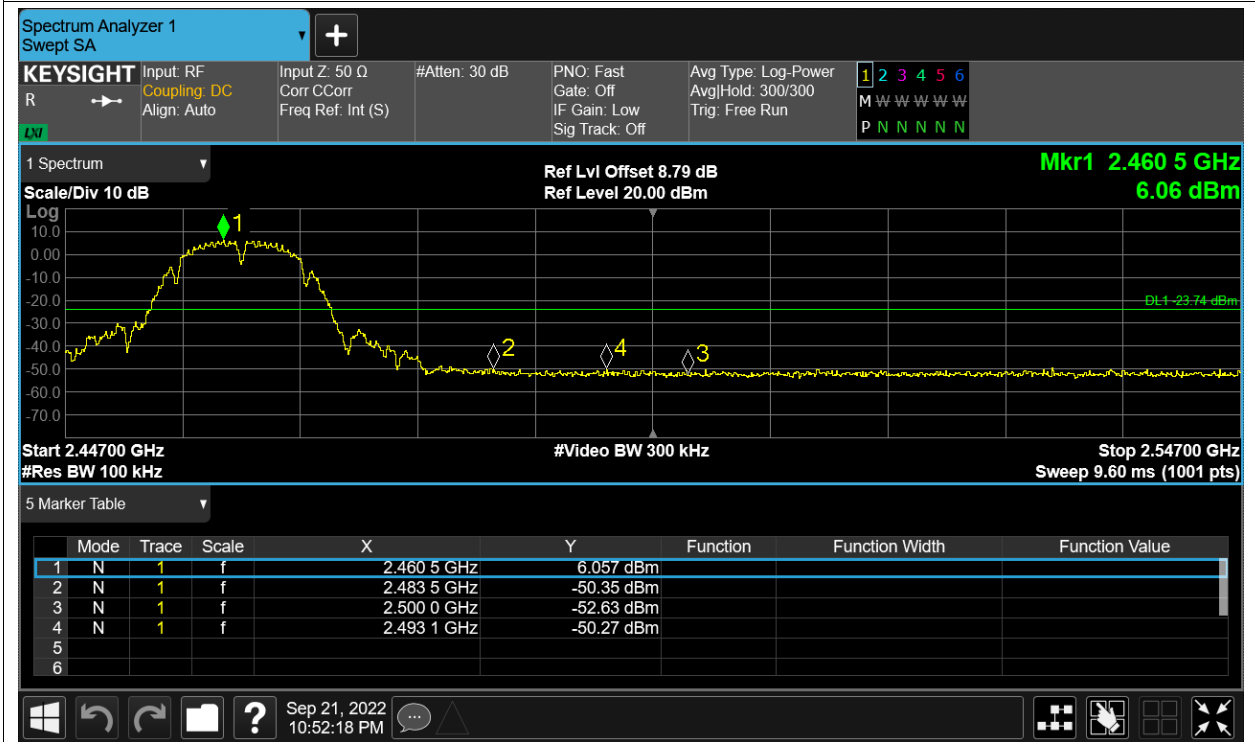 Spectrum Analyzer 1
Swept SA
+
KEYSIGHT Input: RF Input Z: 50 Ω #Atten: 30 dB PNO: Fast Avg Type: Log-Power 1 2 3 4 5 6
R Coupling: DC Corr CCorr Gate: Off Avg|Hold: 300/300 M W W W W W
Align: Auto Freq Ref: Int (S) IF Gain: Low Trig: Free Run
LXI Sig Track: Off P N N N N N
1 Spectrum Ref Lvl Offset 8.79 dB Mkr1 2.460 5 GHz
Scale/Div 10 dB Ref Level 20.00 dBm 6.06 dBm
Log
1
10.0
0.00
-10.0
-20.0 DL1 -23.74 dBm
-30.0
-40.0 2 4 3
-50.0
-60.0
-70.0
Start 2.44700 GHz #Video BW 300 kHz Stop 2.54700 GHz
#Res BW 100 kHz Sweep 9.60 ms (1001 pts)
5 Marker Table
Mode Trace Scale X Y Function Function Width Function Value
1 N 1 f 2.460 5 GHz 6.057 dBm
2 N 1 f 2.483 5 GHz -50.35 dBm
3 N 1 f 2.500 0 GHz -52.63 dBm
4 N 1 f 2.493 1 GHz -50.27 dBm
5
6
? Sep 21, 2022
10:52:18 PM